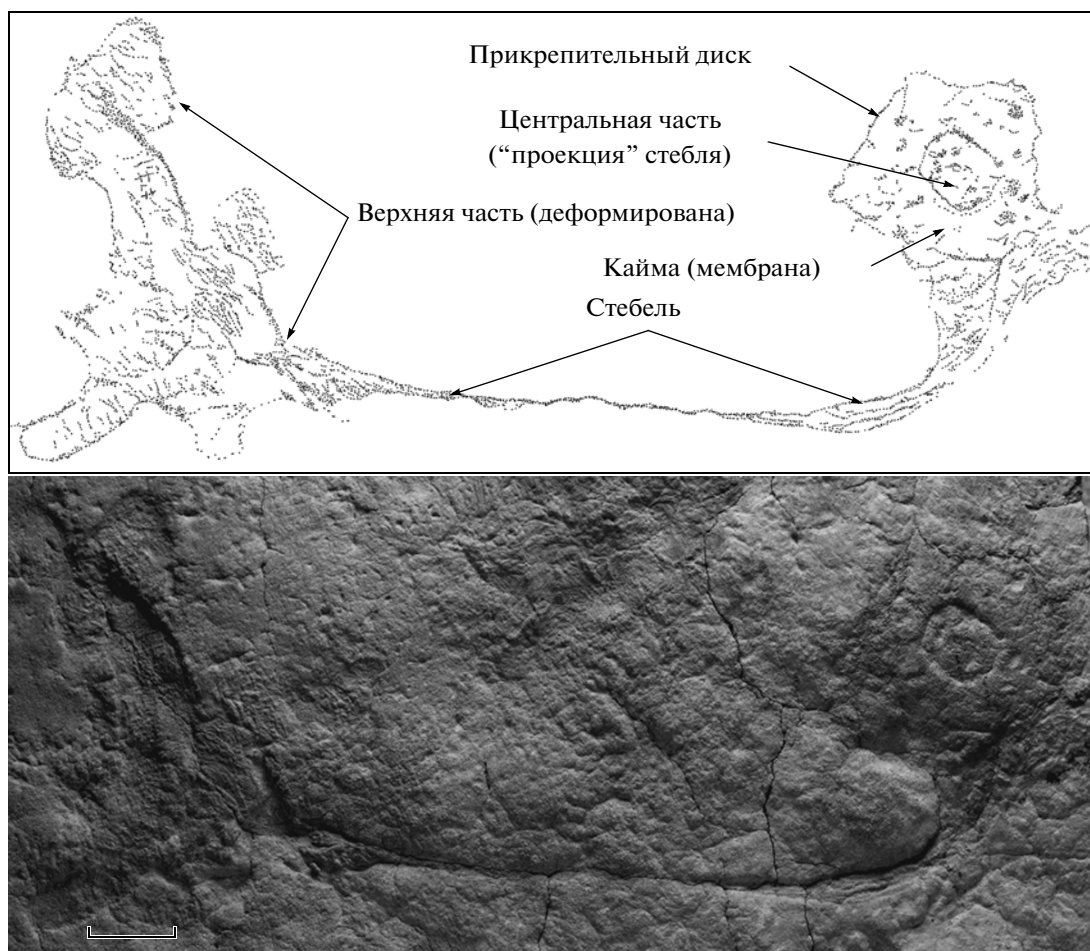 Прикрепительный диск
Центральная часть
(“проекция” стебля)
Верхняя часть (деформирована)
Кайма (мембрана)
Стебель